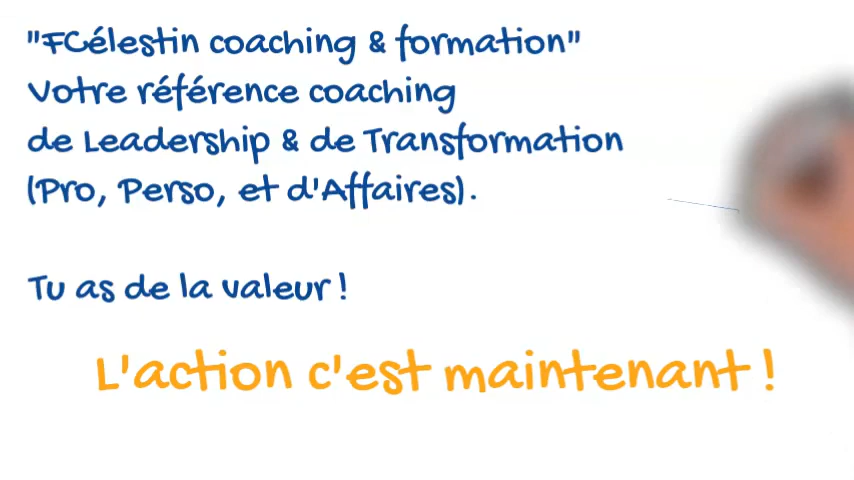 "FCélestin coaching & formation"
Votre référence coaching
de Leadership & de Transformation
(Pro, Perso, et d'Affaires).
Tu as de la valeur !
L'action c'est maintenant !